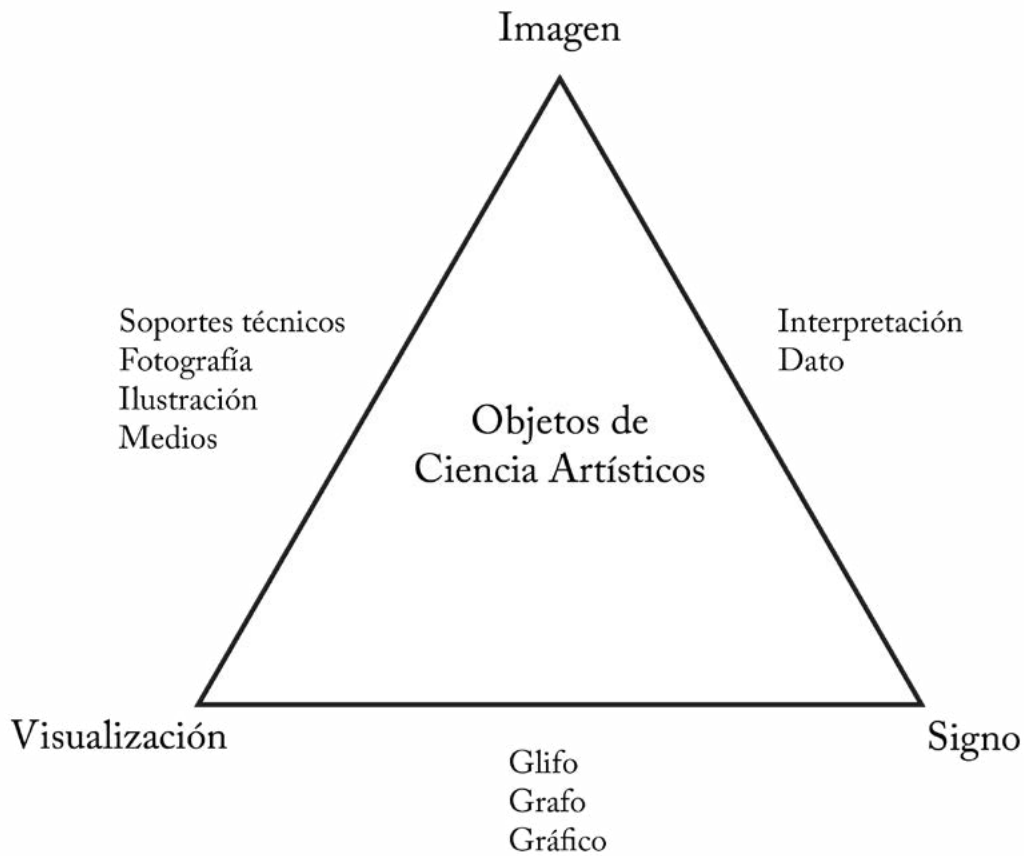 Imagen
Soportes técnicos
Fotografía
Ilustración
Medios
Interpretación
Dato
Objetos de
Ciencia Artísticos
Visualización
Signo
Glifo
Grafo
Gráfico